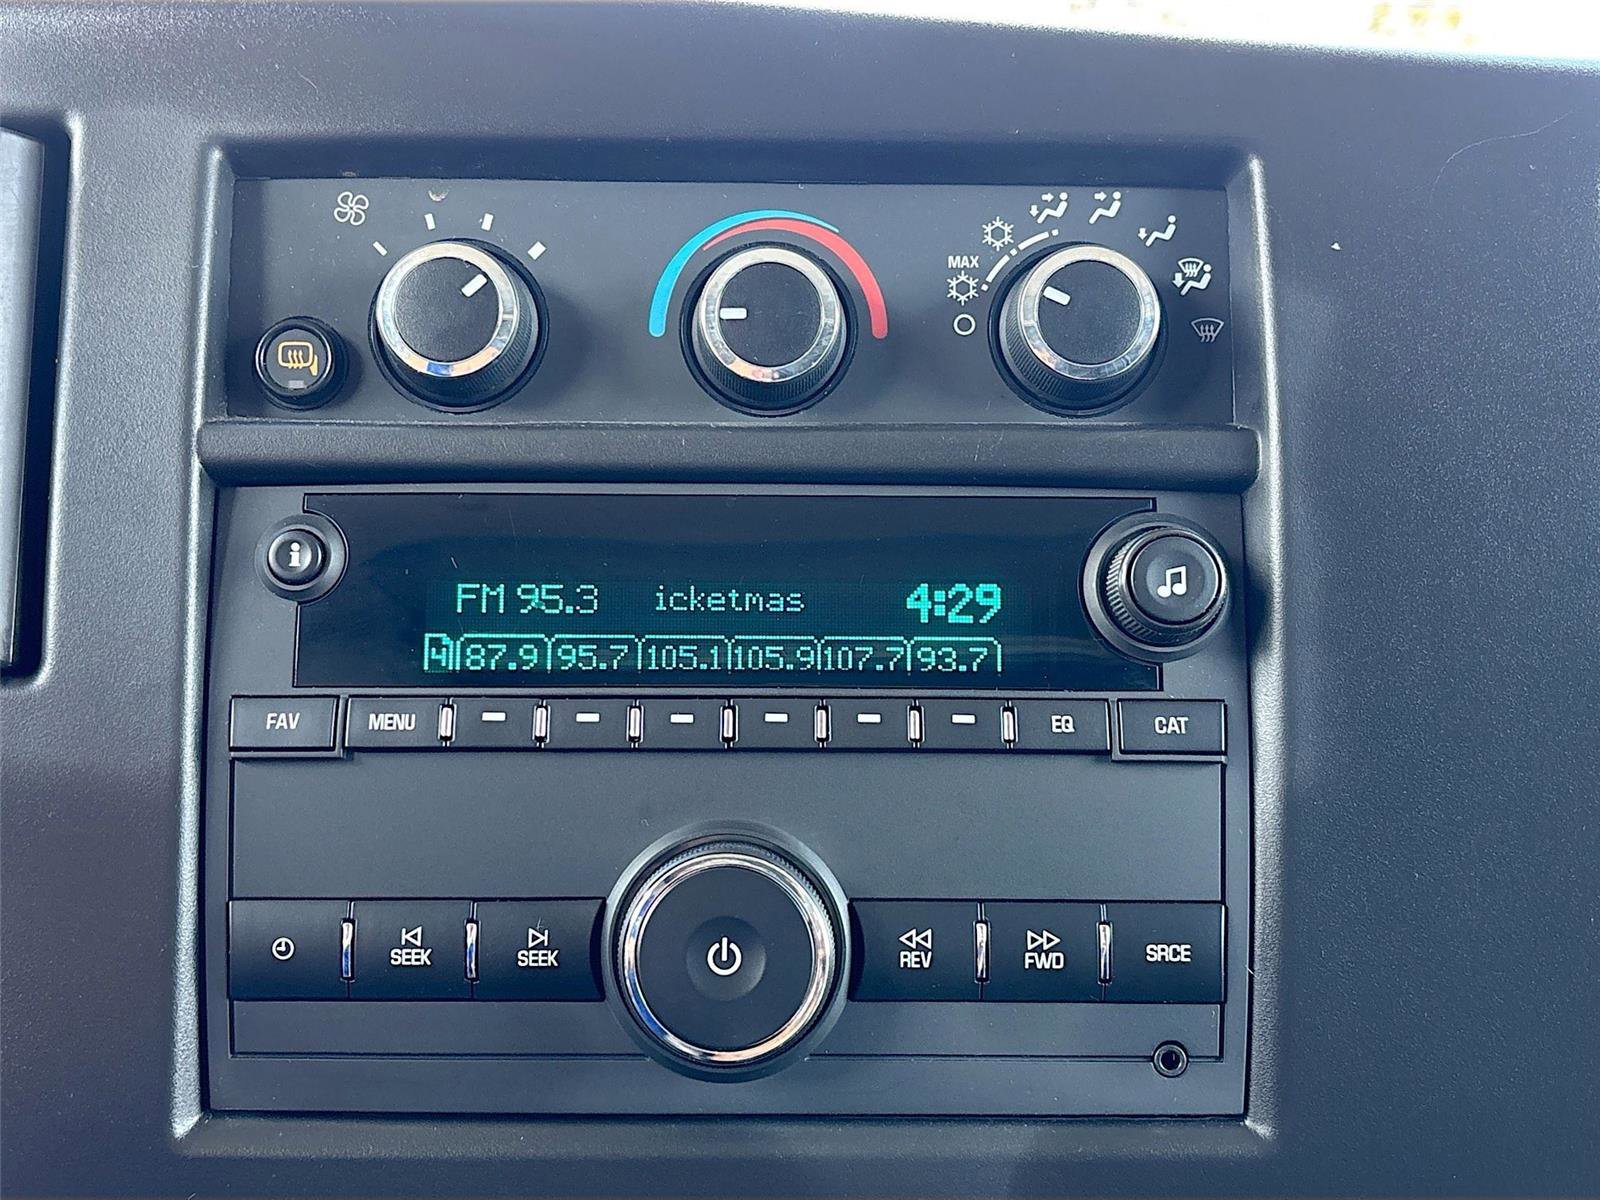 MAX
i
FM 95.3 icketmas 4:29
4 87.9 95.7 105.1 105.9 107.7 93.7
FAV MENU EQ CAT
SEEK SEEK REV FWD SRCE